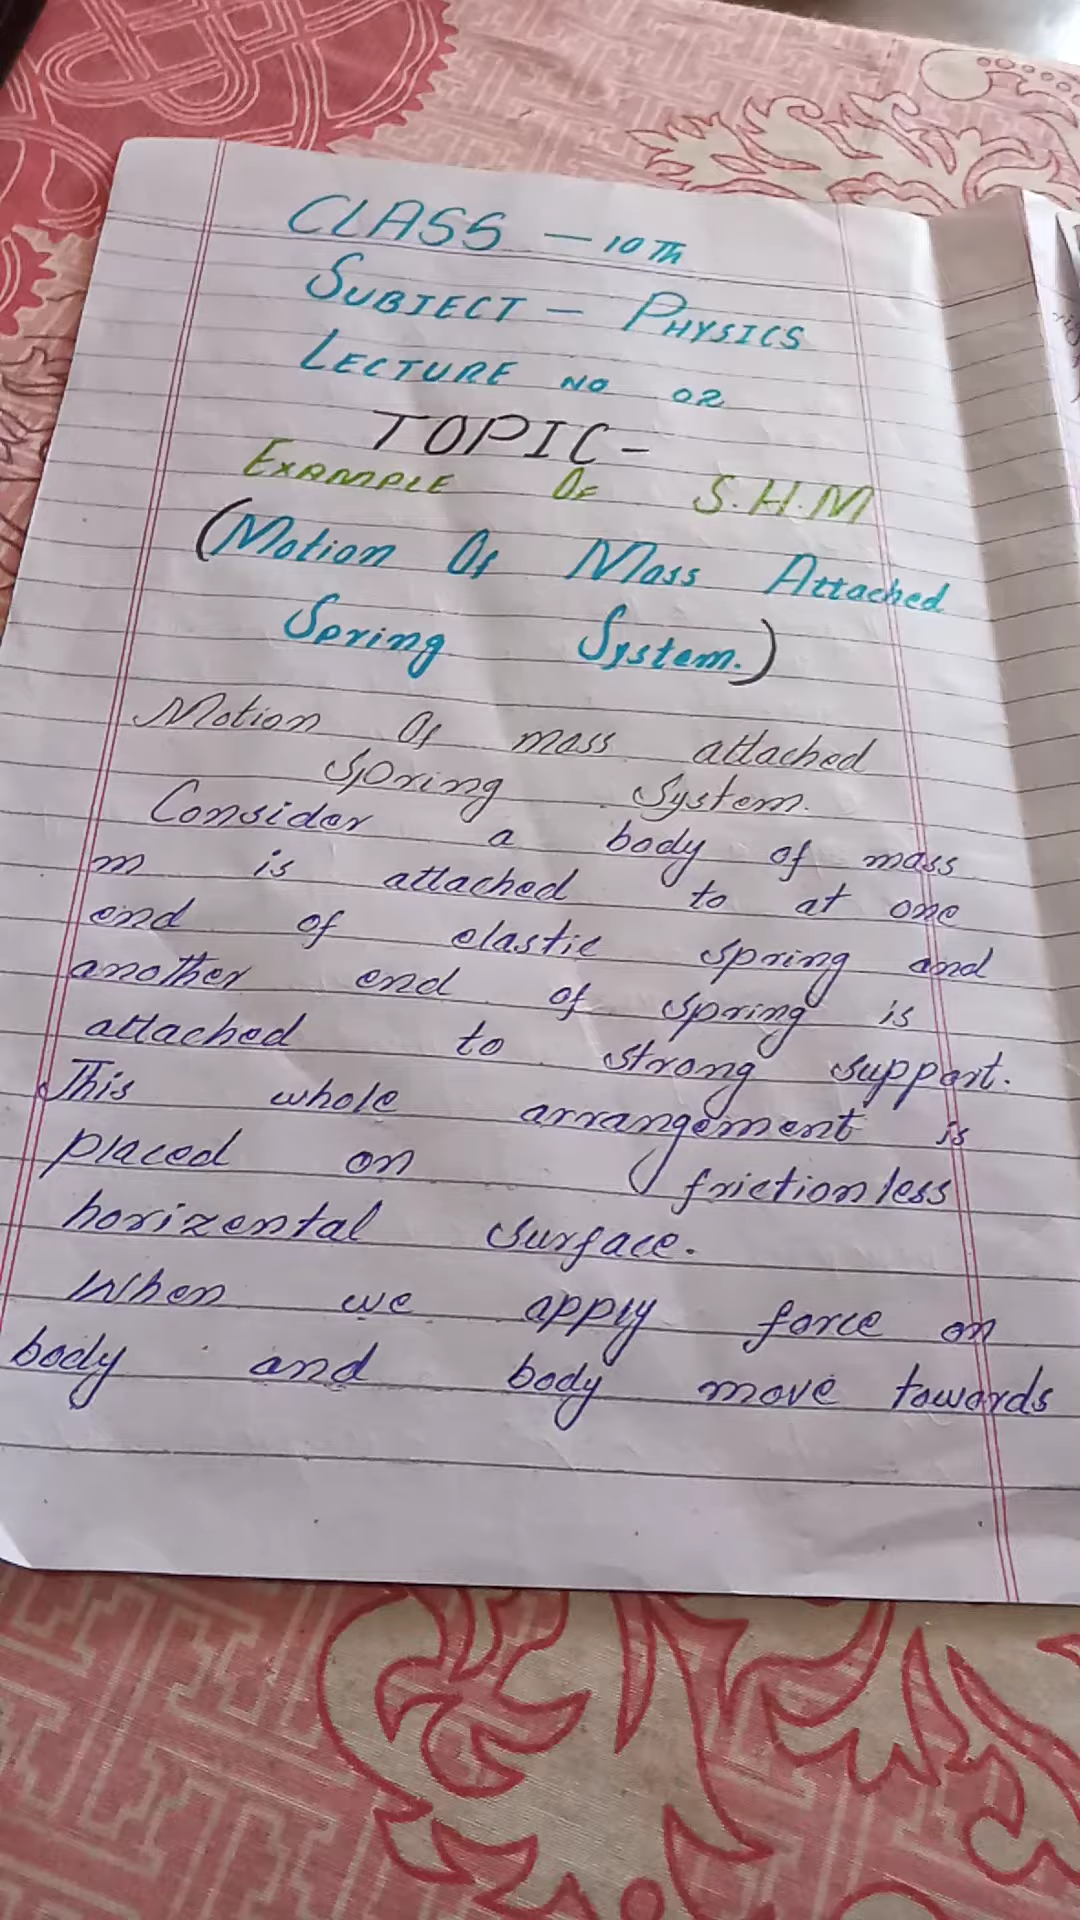 CLASS - 10Th
SUBJECT - PHYSICS
LECTURE NO 02
TOPIC -
EXAMPLE OF S.H.M
(Motion Of Mass Attached
Spring System.)
Motion Of mass attached
Spring System.
Consider a body of mass
m is attached to at one
end of elastic spring and
another end of spring is
attached to strong support.
This whole arrangement is
placed on frictionless
horizental surface.
When we apply force on
body and body move towards